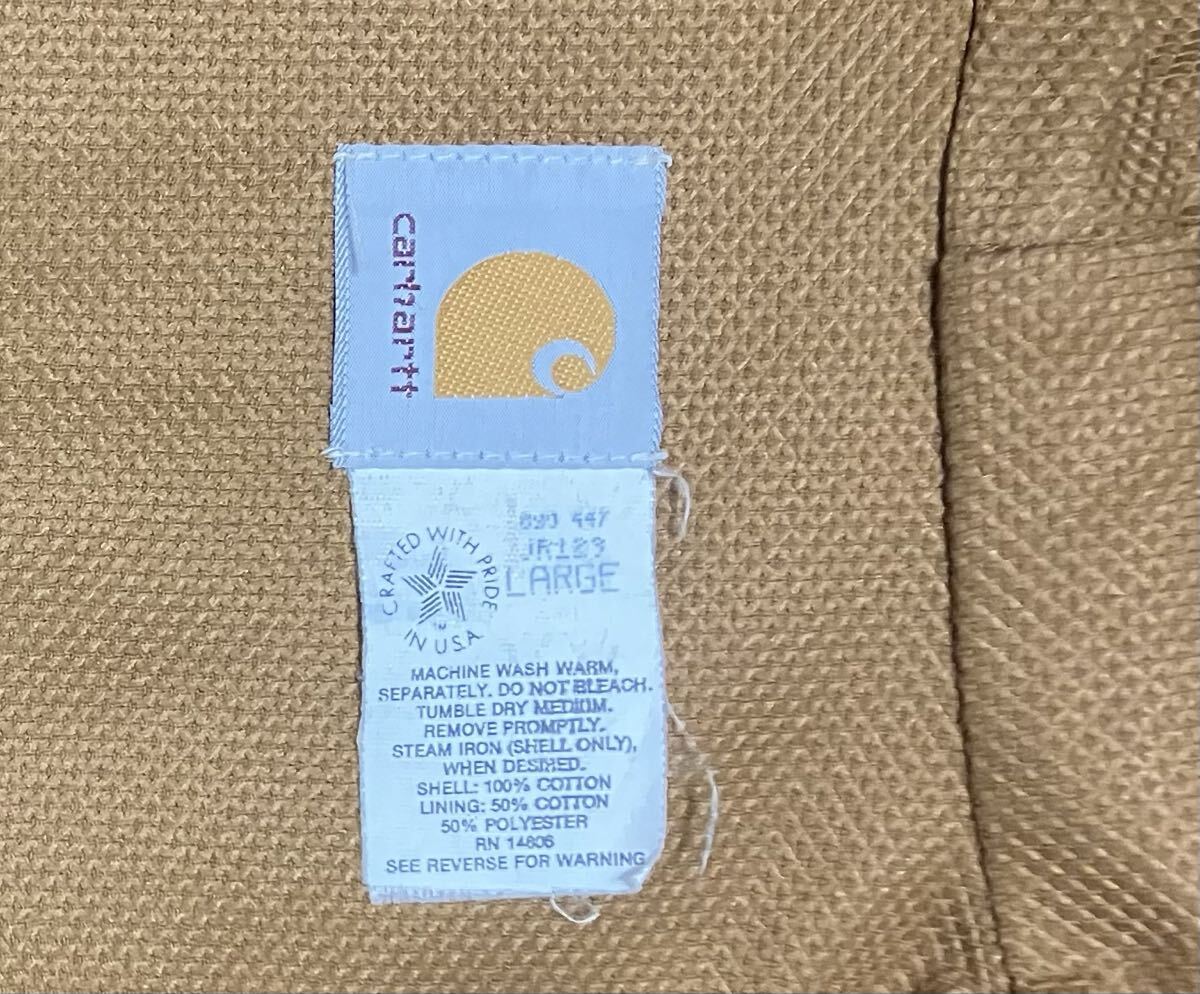 carhartt
447
LARGE
CRAFTED WITH PRIDE
IN U.S.A
™
MACHINE WASH WARM,
SEPARATELY. DO NOT BLEACH.
TUMBLE DRY MEDIUM.
REMOVE PROMPTLY.
STEAM IRON (SHELL ONLY),
WHEN DESIRED.
SHELL: 100% COTTON
LINING: 50% COTTON
50% POLYESTER
RN 14806
SEE REVERSE FOR WARNING